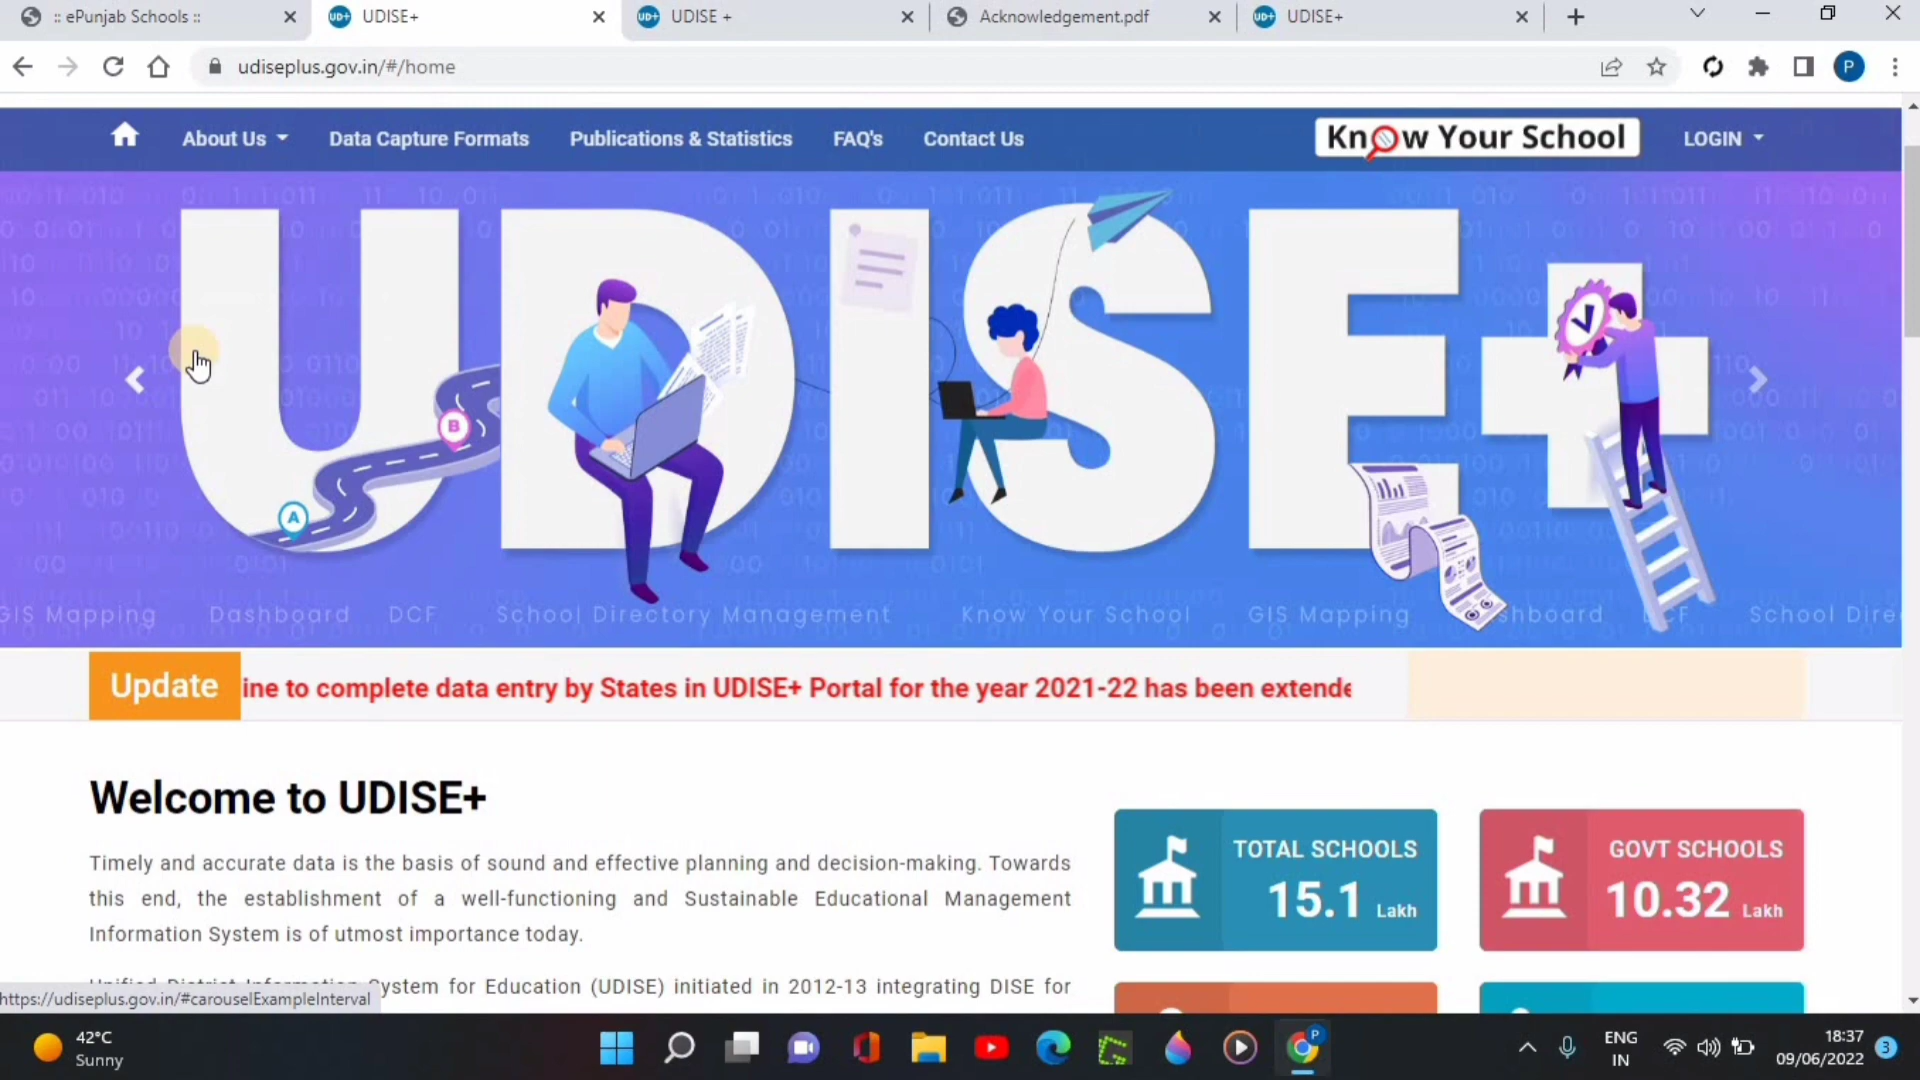 :: ePunjab Schools ::
UDISE+
UDISE +
Acknowledgement.pdf
UDISE+
udiseplus.gov.in/#/home
P
About Us
Data Capture Formats
Publications & Statistics
FAQ's
Contact Us
Know Your School
LOGIN
UDISE+
A
B
GIS Mapping
Dashboard
DCF
School Directory Management
Know Your School
GIS Mapping
shboard
School Dire
Update
ine to complete data entry by States in UDISE+ Portal for the year 2021-22 has been extende
Welcome to UDISE+
Timely and accurate data is the basis of sound and effective planning and decision-making. Towards
this end, the establishment of a well-functioning and Sustainable Educational Management
Information System is of utmost importance today.
Unified District Information System for Education (UDISE) initiated in 2012-13 integrating DISE for
TOTAL SCHOOLS
15.1 Lakh
GOVT SCHOOLS
10.32 Lakh
https://udiseplus.gov.in/#carouselExampleInterval
42°C
Sunny
P
ENG
IN
18:37
09/06/2022
3